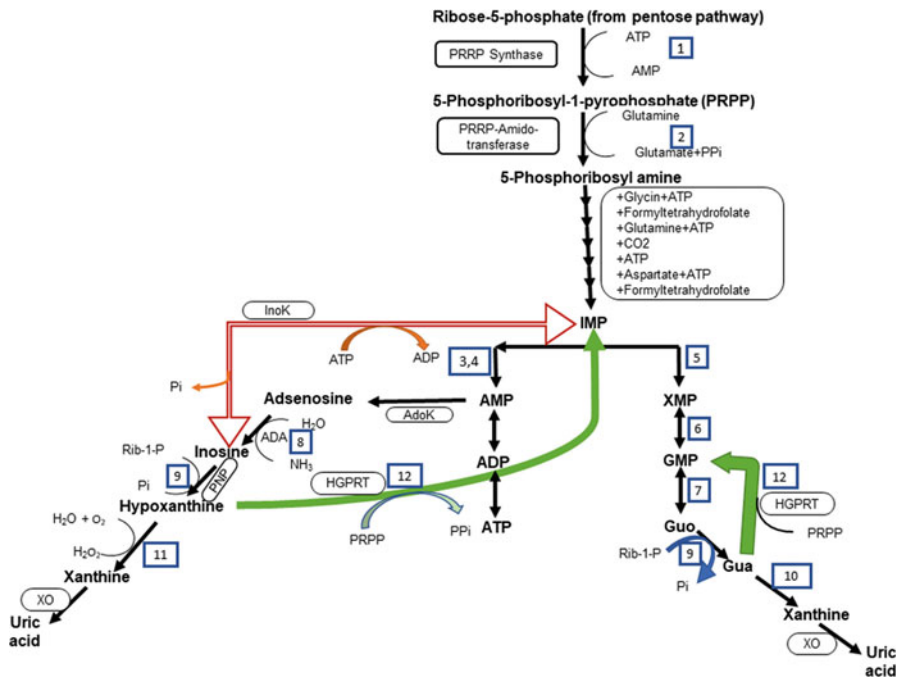 Ribose-5-phosphate (from pentose pathway)
ATP
1
PRRP Synthase
AMP
5-Phosphoribosyl-1-pyrophosphate (PRPP)
Glutamine
PRRP-Amido-
transferase
2
Glutamate+PPi
5-Phosphoribosyl amine
+Glycin+ATP
+Formyltetrahydrofolate
+Glutamine+ATP
+CO2
+ATP
+Aspartate+ATP
+Formyltetrahydrofolate
InoK
IMP
ATP
ADP
3,4
5
Pi
Adsenosine
AdoK
AMP
XMP
ADA
H₂O
8
NH₃
6
Inosine
Rib-1-P
9
Pi
PNP
ADP
GMP
HGPRT
12
12
HGPRT
7
Hypoxanthine
PRPP
PPi
ATP
Guo
PRPP
H₂O + O₂
H₂O₂
11
Rib-1-P
9
Pi
Gua
Xanthine
10
XO
Uric
acid
Xanthine
XO
Uric
acid